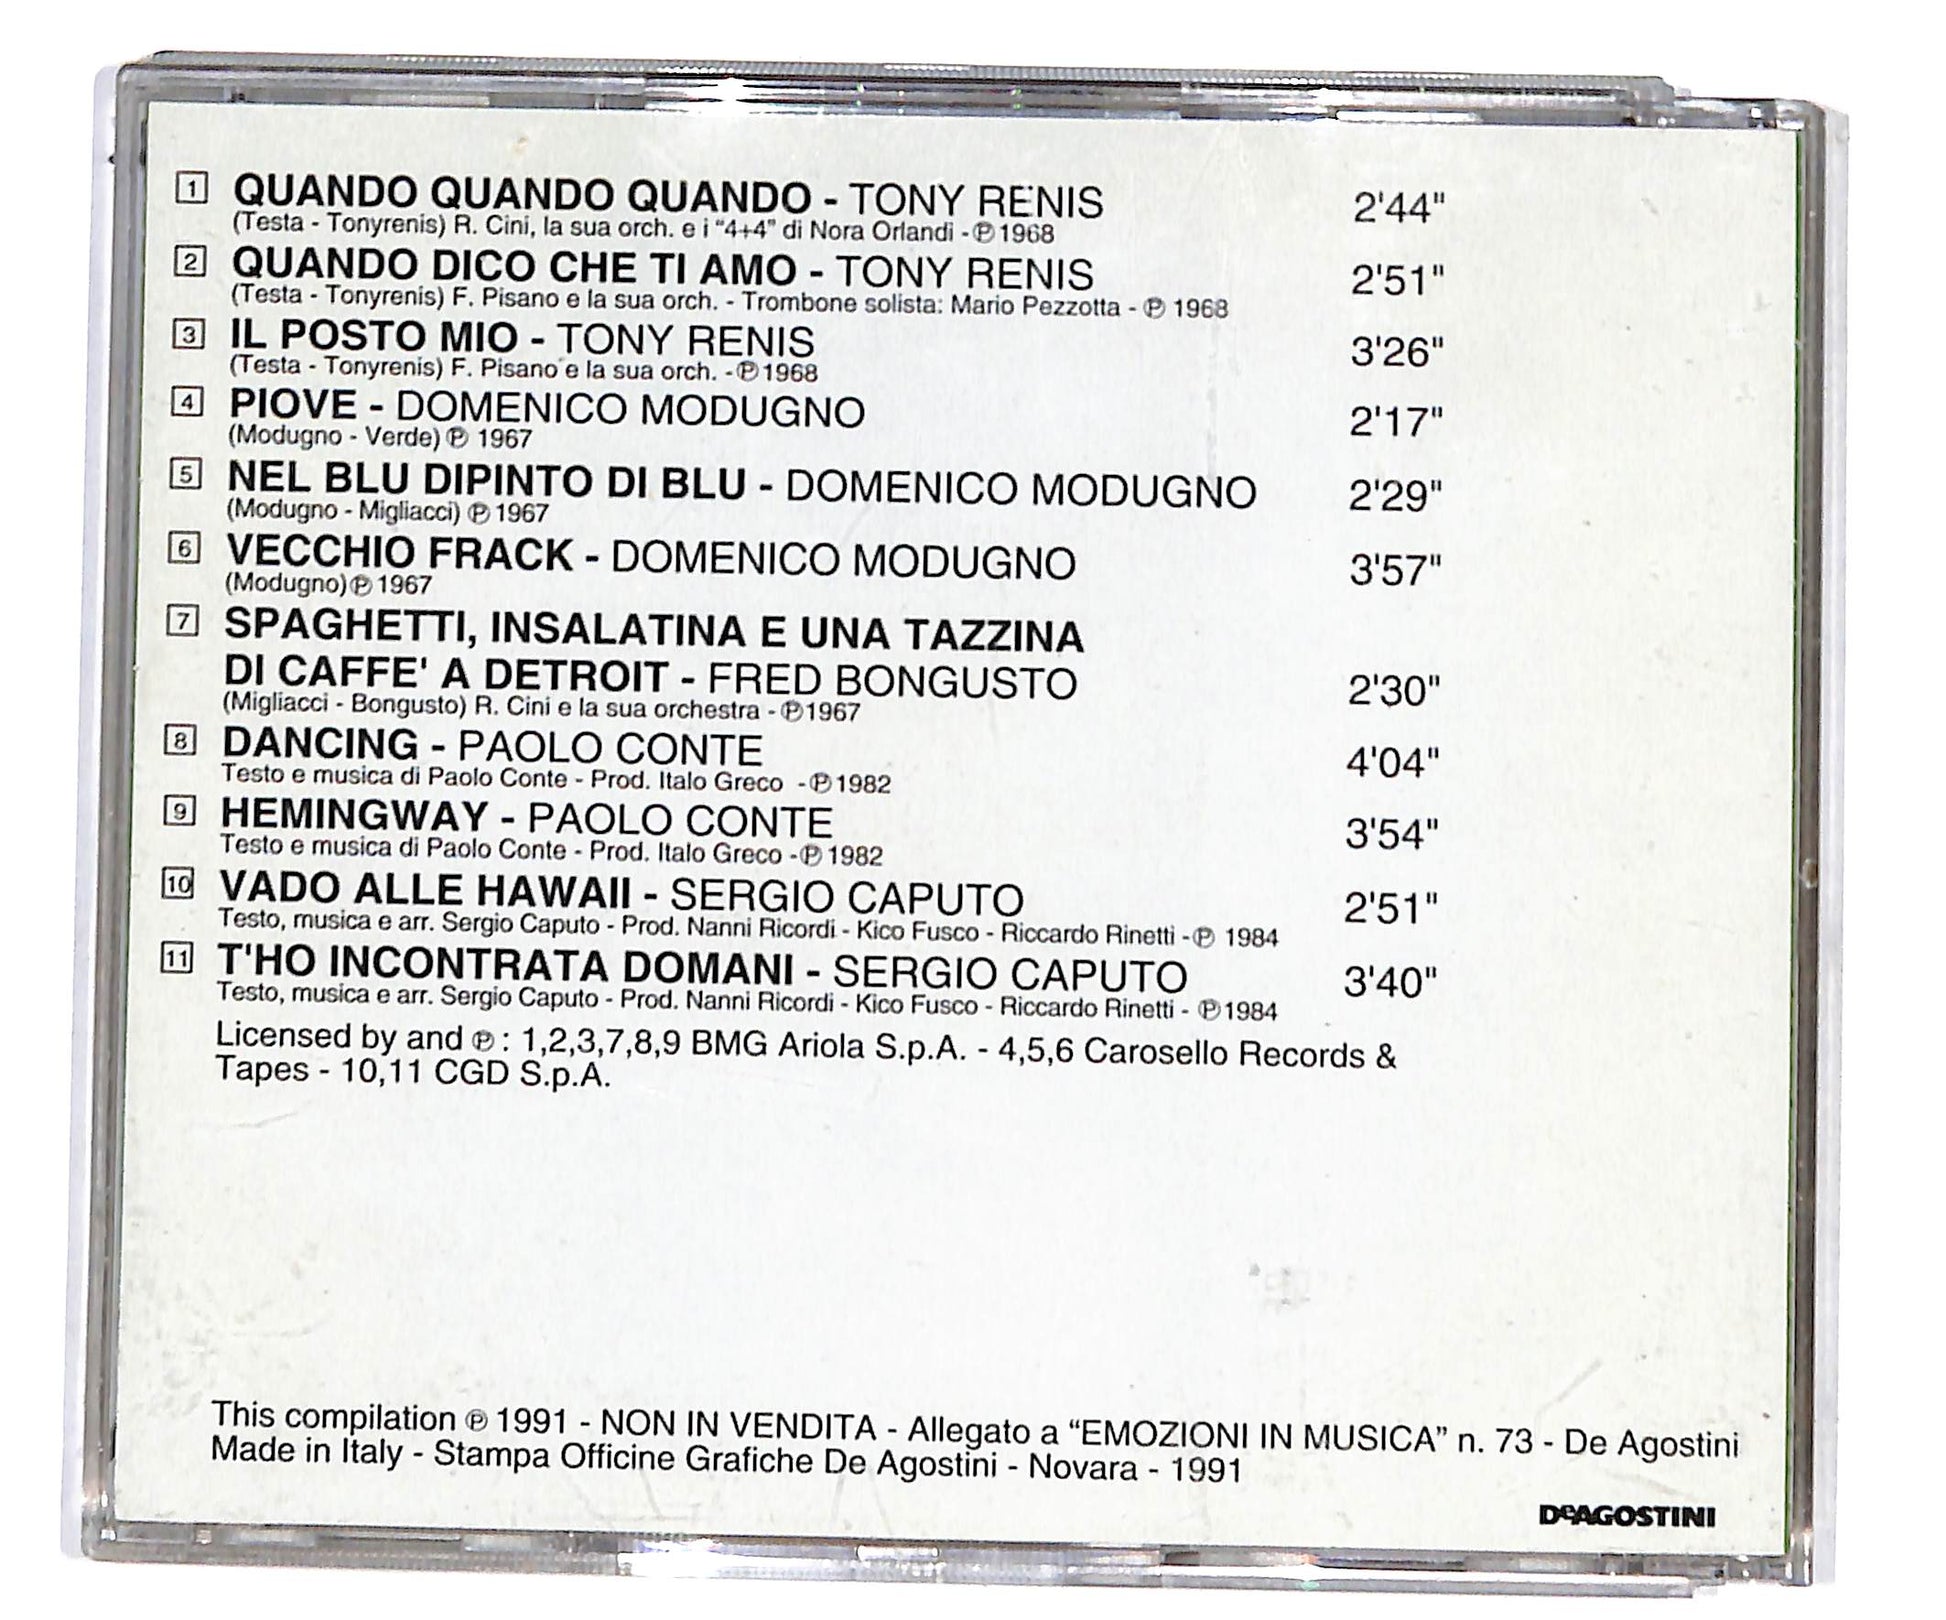 1 QUANDO QUANDO QUANDO - TONY RENIS 2'44"
(Testa - Tonyrenis) R. Cini, la sua orch. e i "4+4" di Nora Orlandi - ℗ 1968
2 QUANDO DICO CHE TI AMO - TONY RENIS 2'51"
(Testa - Tonyrenis) F. Pisano e la sua orch. - Trombone solista: Mario Pezzotta - ℗ 1968
3 IL POSTO MIO - TONY RENIS 3'26"
(Testa - Tonyrenis) F. Pisano e la sua orch. - ℗ 1968
4 PIOVE - DOMENICO MODUGNO 2'17"
(Modugno - Verde) ℗ 1967
5 NEL BLU DIPINTO DI BLU - DOMENICO MODUGNO 2'29"
(Modugno - Migliacci) ℗ 1967
6 VECCHIO FRACK - DOMENICO MODUGNO 3'57"
(Modugno) ℗ 1967
7 SPAGHETTI, INSALATINA E UNA TAZZINA
DI CAFFE' A DETROIT - FRED BONGUSTO 2'30"
(Migliacci - Bongusto) R. Cini e la sua orchestra - ℗ 1967
8 DANCING - PAOLO CONTE 4'04"
Testo e musica di Paolo Conte - Prod. Italo Greco - ℗ 1982
9 HEMINGWAY - PAOLO CONTE 3'54"
Testo e musica di Paolo Conte - Prod. Italo Greco - ℗ 1982
10 VADO ALLE HAWAII - SERGIO CAPUTO 2'51"
Testo, musica e arr. Sergio Caputo - Prod. Nanni Ricordi - Kico Fusco - Riccardo Rinetti - ℗ 1984
11 T'HO INCONTRATA DOMANI - SERGIO CAPUTO 3'40"
Testo, musica e arr. Sergio Caputo - Prod. Nanni Ricordi - Kico Fusco - Riccardo Rinetti - ℗ 1984
Licensed by and ℗ : 1,2,3,7,8,9 BMG Ariola S.p.A. - 4,5,6 Carosello Records &
Tapes - 10,11 CGD S.p.A.
This compilation ℗ 1991 - NON IN VENDITA - Allegato a "EMOZIONI IN MUSICA" n. 73 - De Agostini
Made in Italy - Stampa Officine Grafiche De Agostini - Novara - 1991
DeAGOSTINI